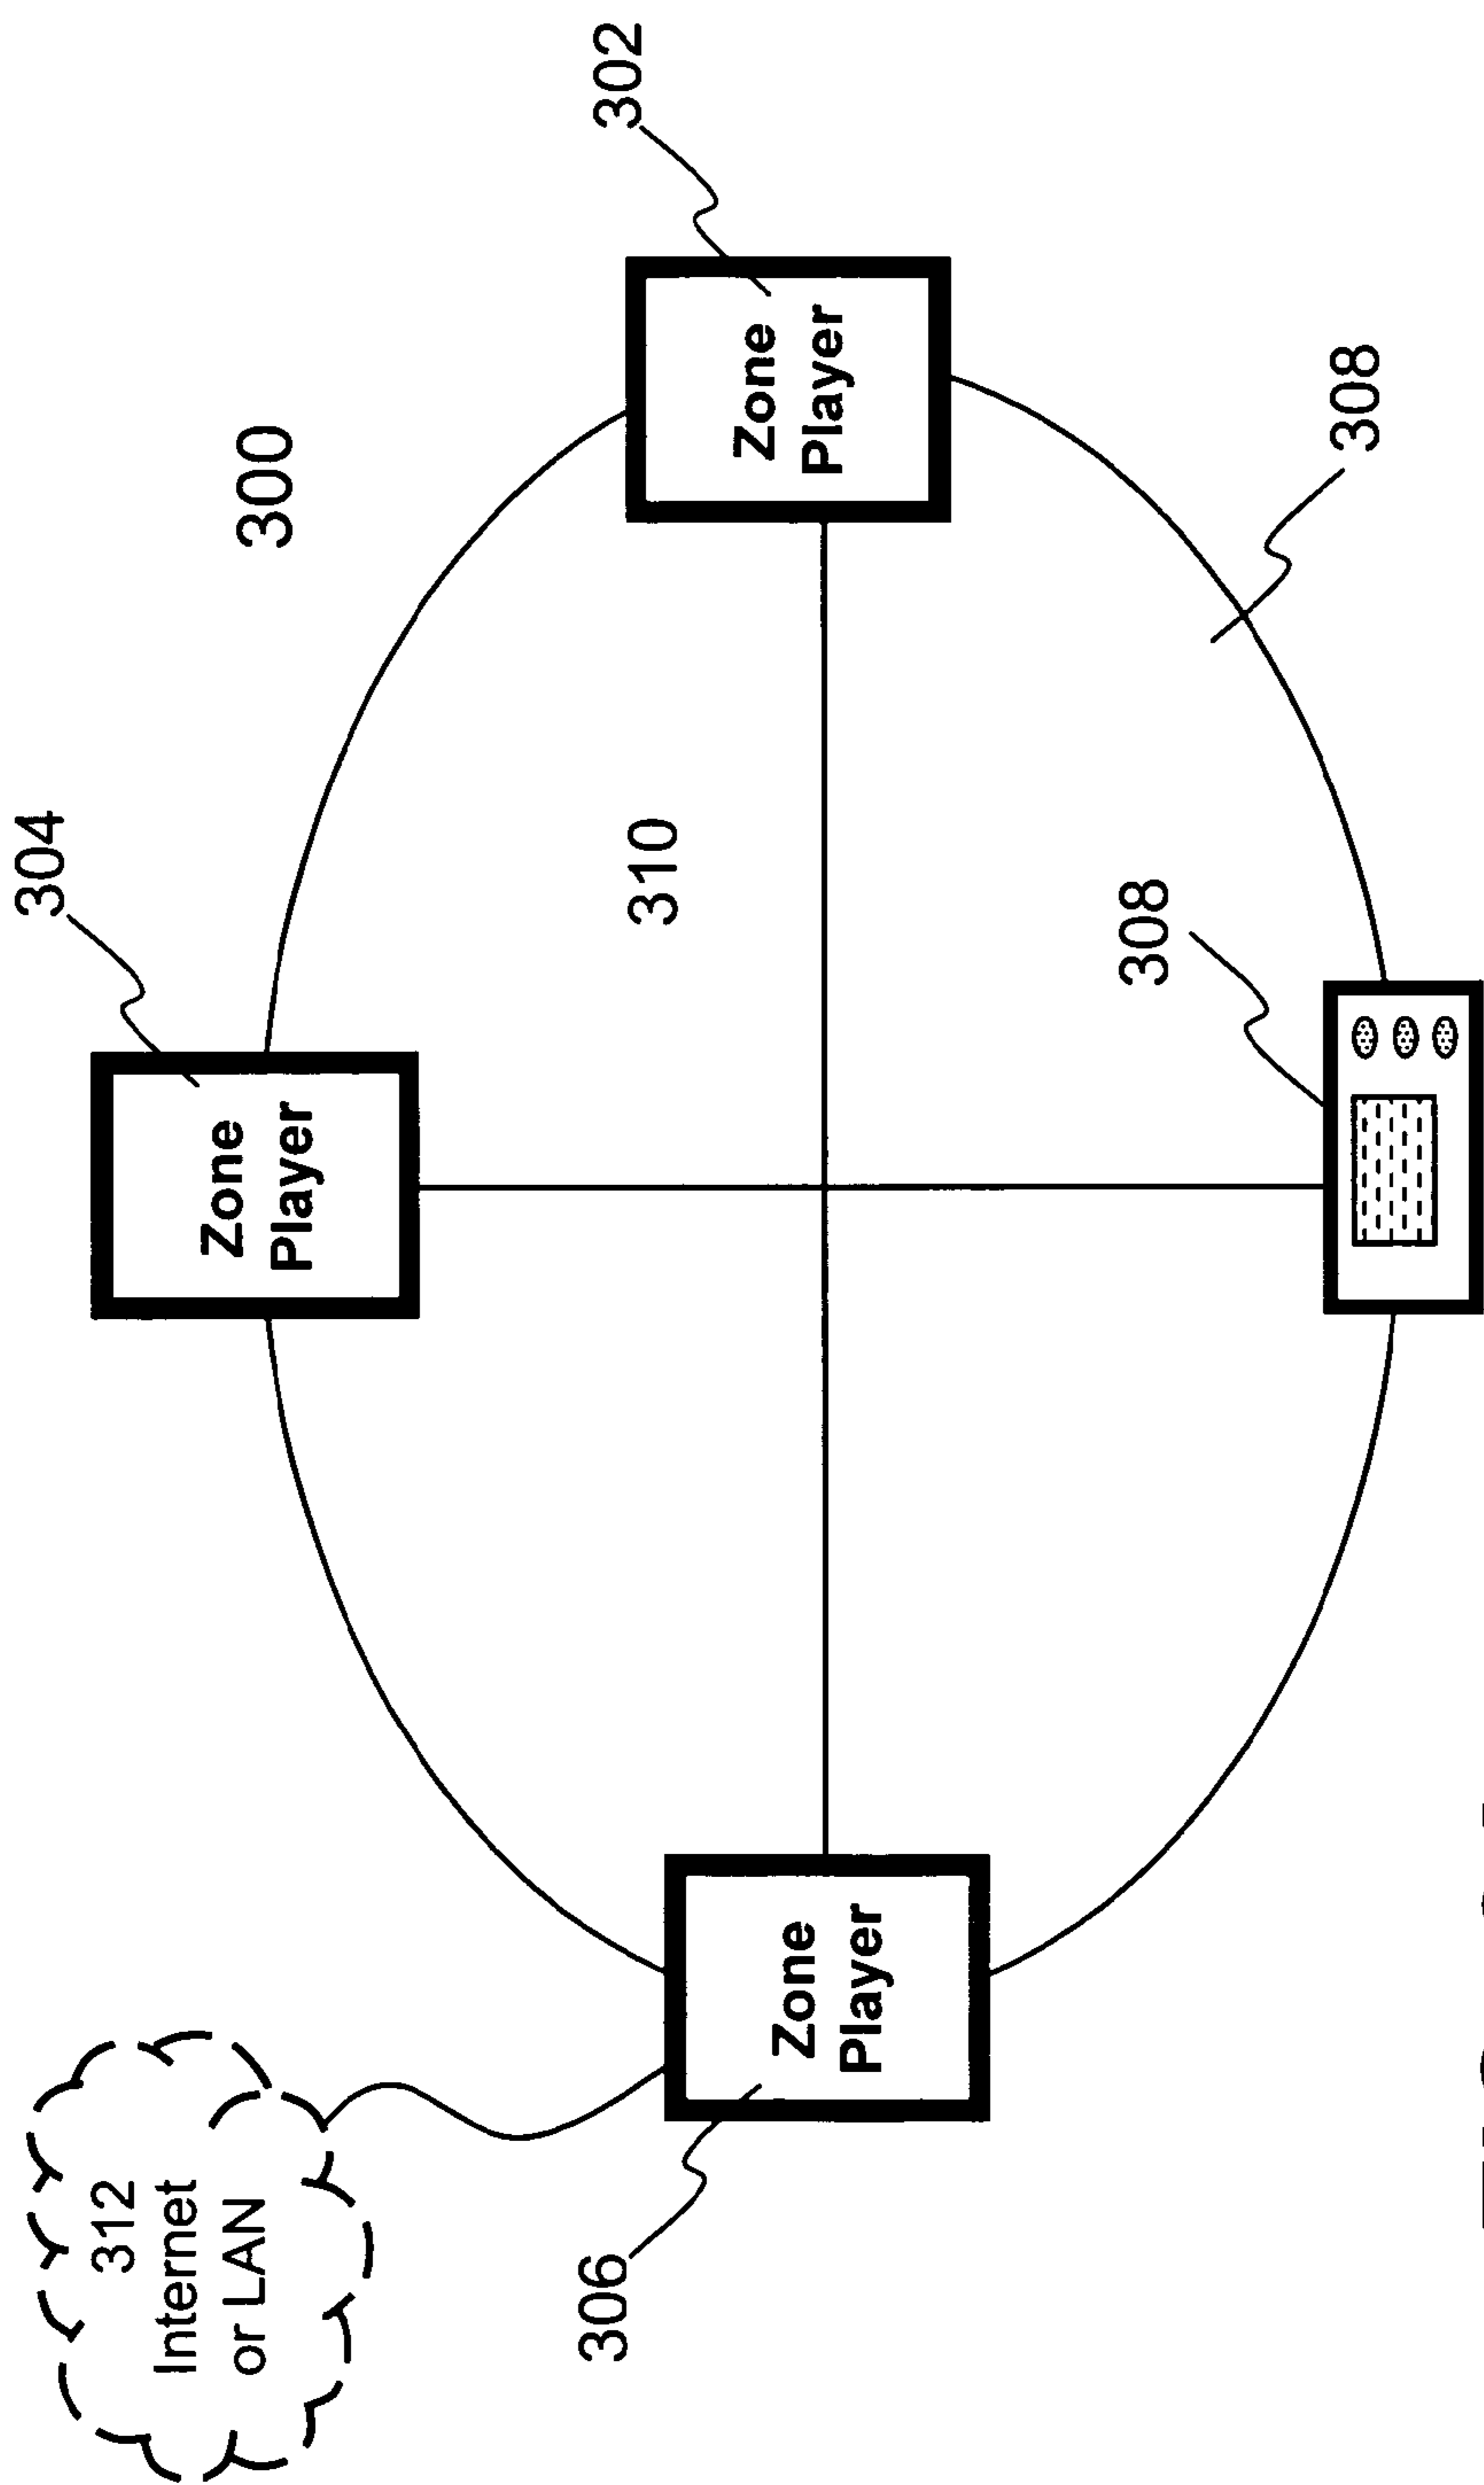 304
312
Internet
or LAN
Zone
Player
300
302
310
306
Zone
Player
Zone
Player
308
308